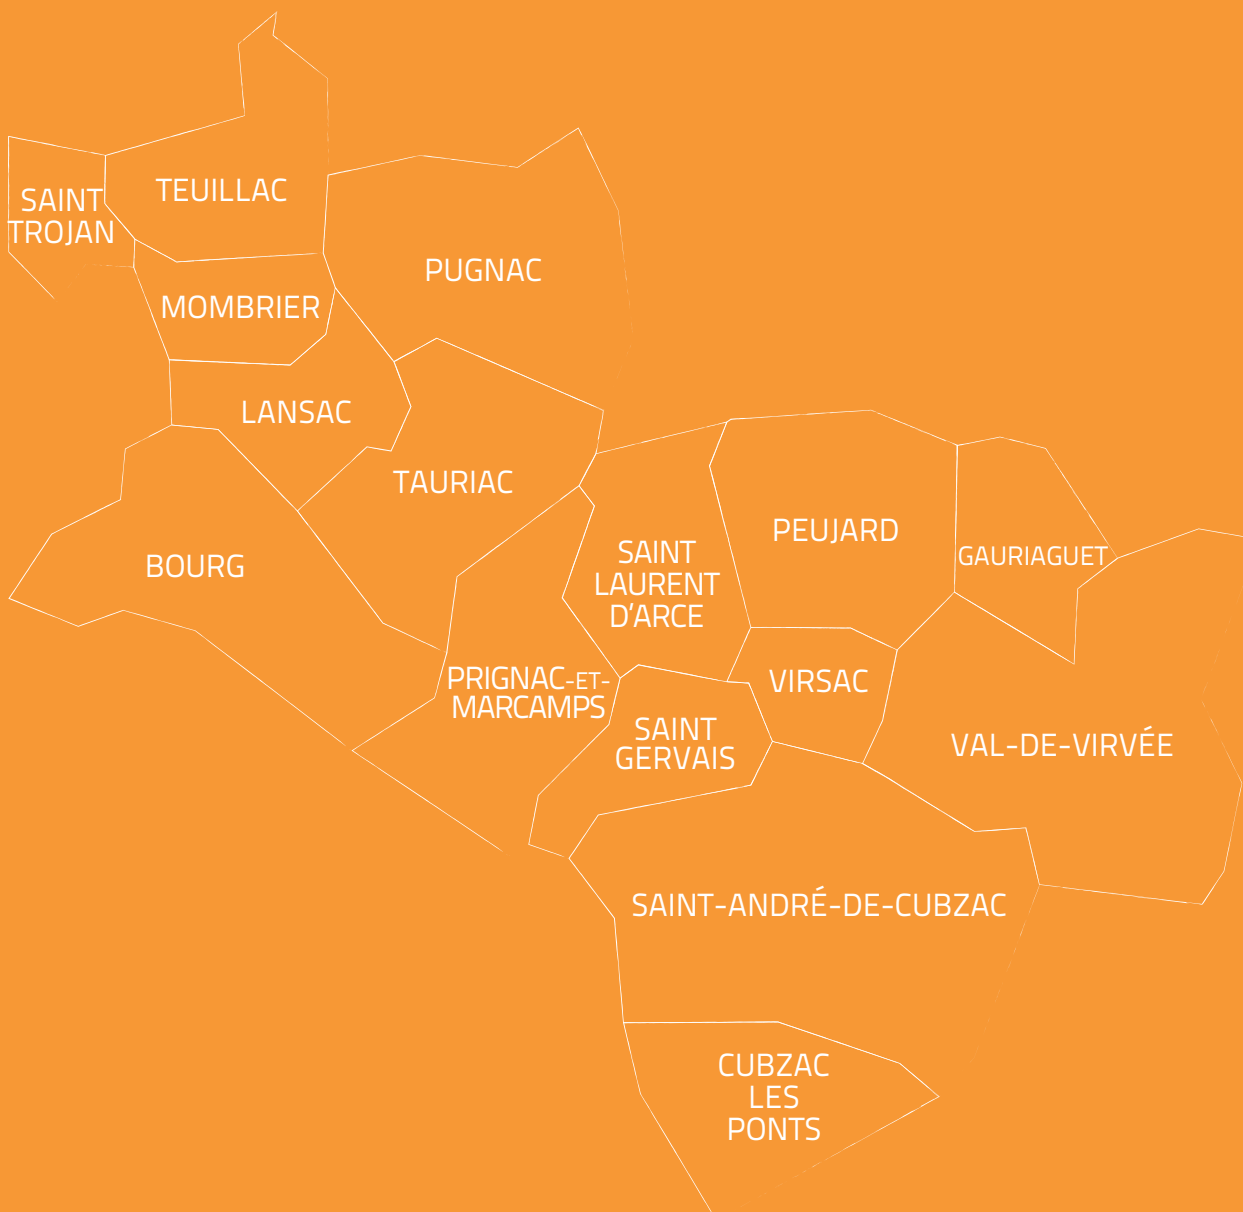 TEUILLAC
SAINT
TROJAN
PUGNAC
MOMBRIER
LANSAC
TAURIAC
BOURG
PEUJARD
GAURIAGUET
SAINT
LAURENT
D'ARCE
PRIGNAC-ET-
MARCAMPS
VIRSAC
SAINT
GERVAIS
VAL-DE-VIRVÉE
SAINT-ANDRÉ-DE-CUBZAC
CUBZAC
LES
PONTS